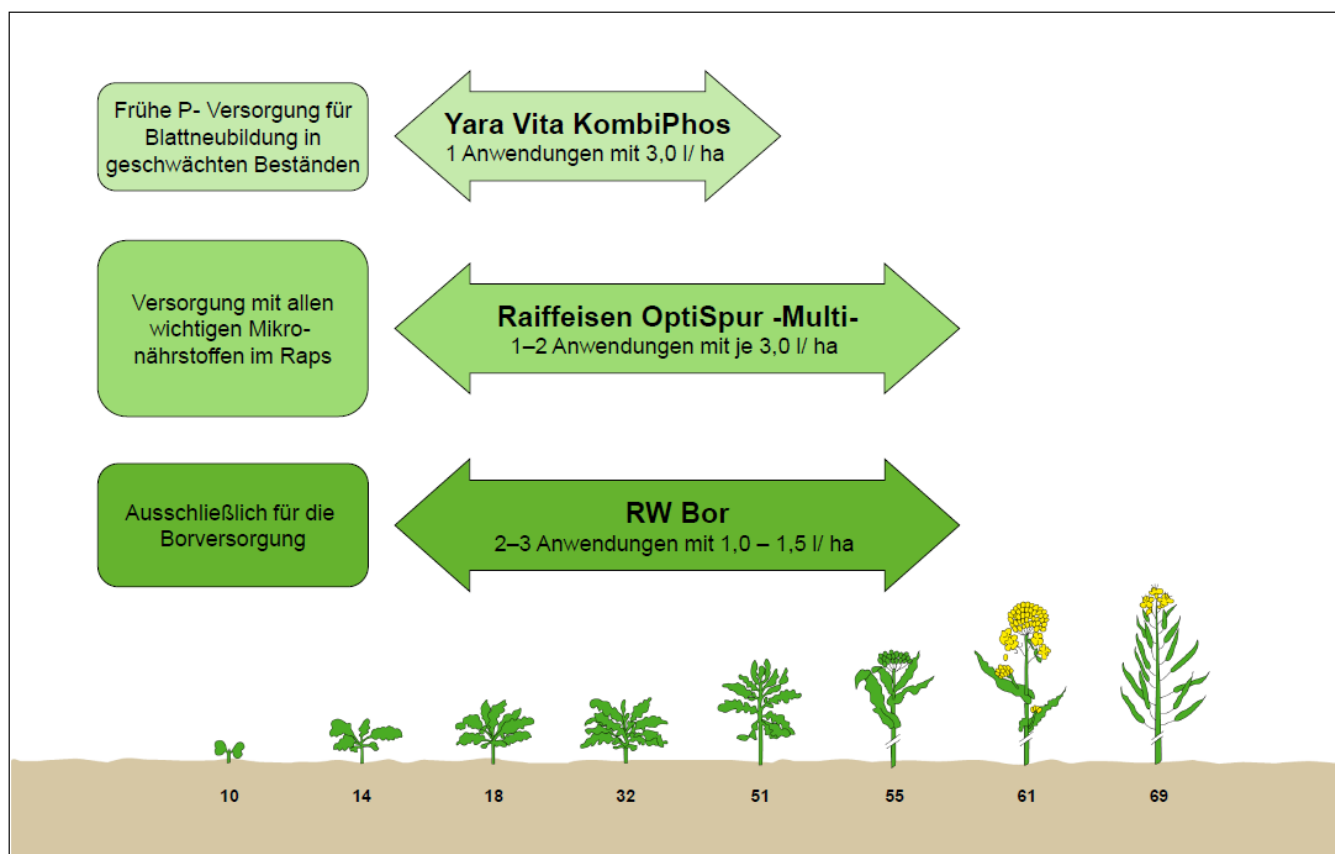 Frühe P- Versorgung für
Blattneubildung in
geschwächten Beständen
Yara Vita KombiPhos
1 Anwendungen mit 3,0 l/ ha
Versorgung mit allen
wichtigen Mikro-
nährstoffen im Raps
Raiffeisen OptiSpur -Multi-
1–2 Anwendungen mit je 3,0 l/ ha
Ausschließlich für die
Borversorgung
RW Bor
2–3 Anwendungen mit 1,0 – 1,5 l/ ha
10 14 18 32 51 55 61 69